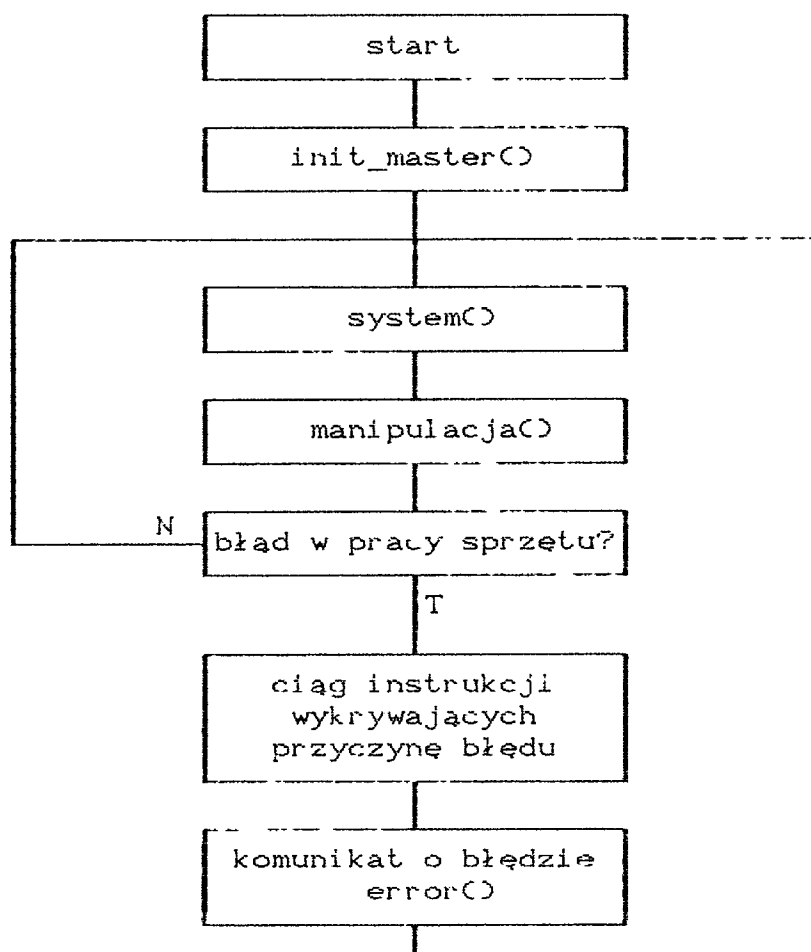 start
init_master()
system()
manipulacja()
N
błąd w pracy sprzętu?
T
ciąg instrukcji
wykrywających
przyczynę błędu
komunikat o błędzie
error()